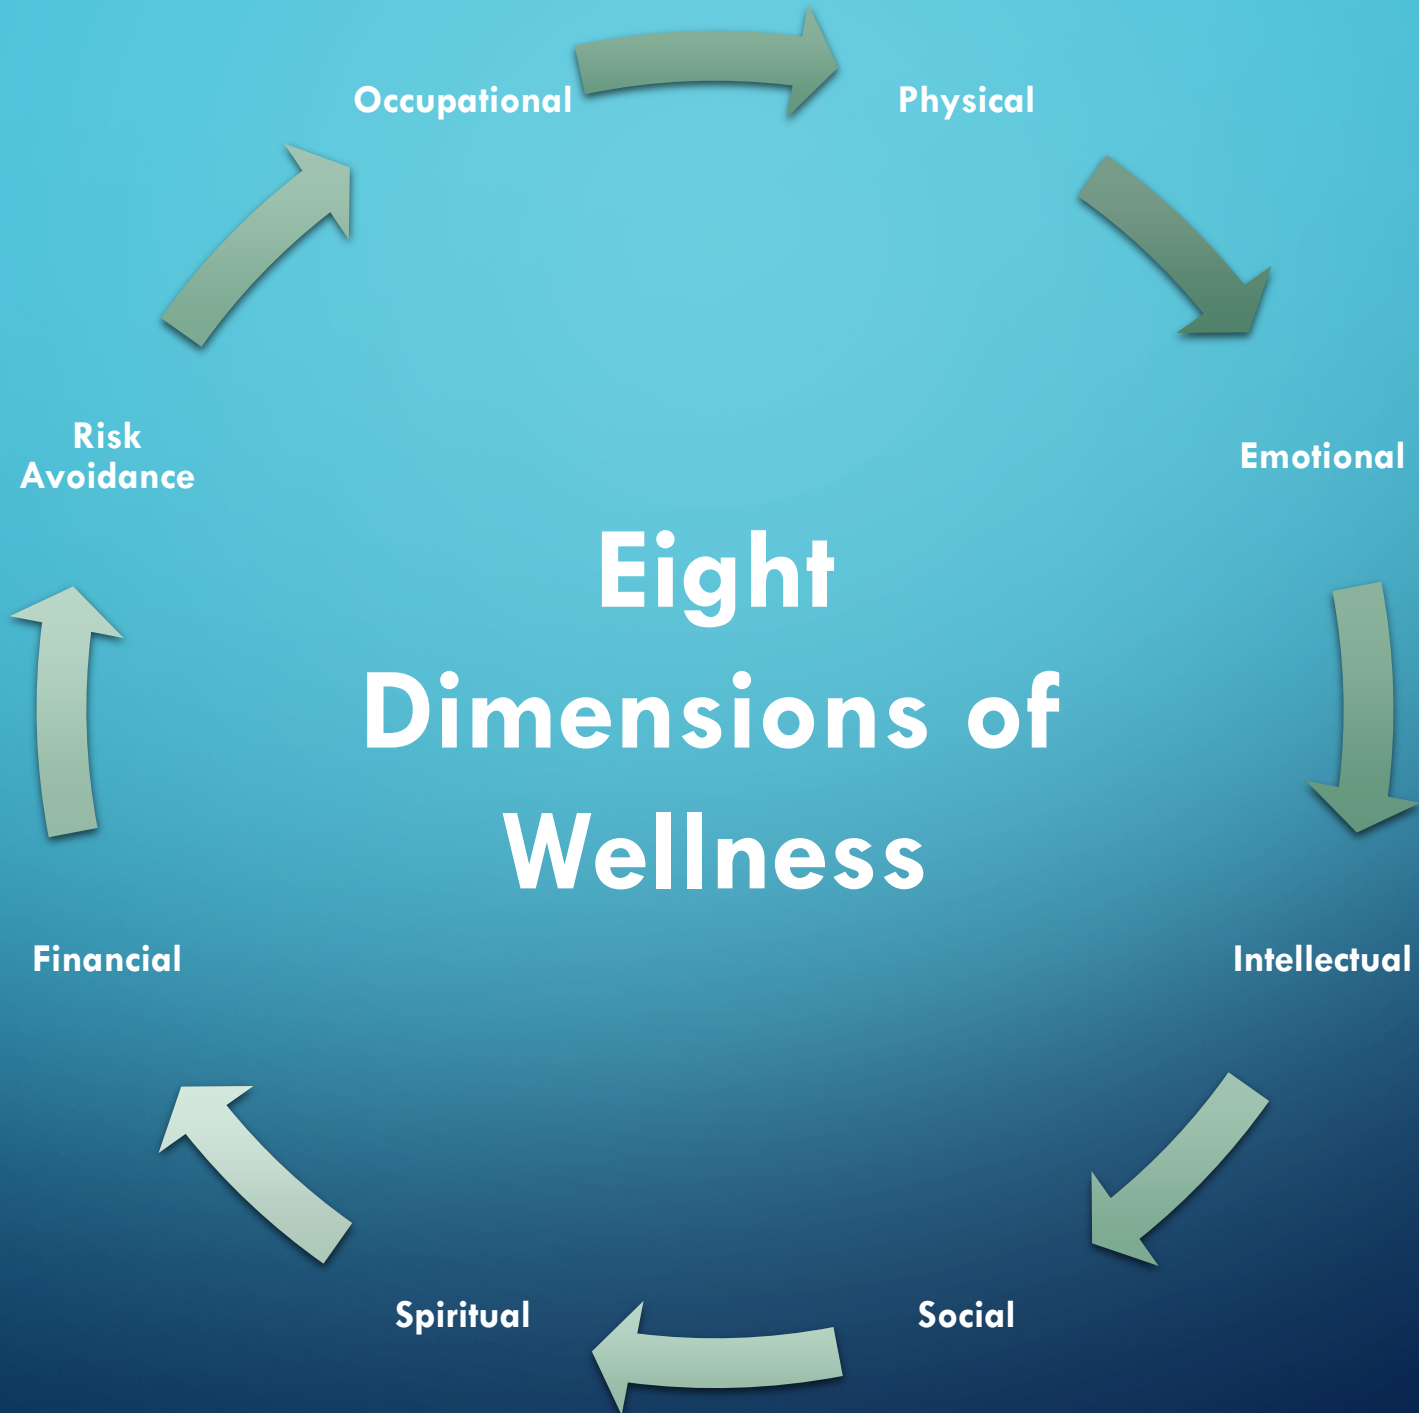 Occupational
Physical
Risk
Avoidance
Emotional
Eight
Dimensions of
Wellness
Financial
Intellectual
Spiritual
Social